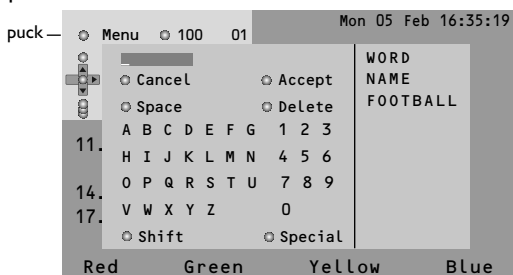 Mon 05 Feb 16:35:19
puck
Menu 100 01
Cancel Accept
Space Delete
A B C D E F G 1 2 3
H I J K L M N 4 5 6
O P Q R S T U 7 8 9
V W X Y Z 0
Shift Special
WORD
NAME
FOOTBALL
11.
14.
17.
Red Green Yellow Blue